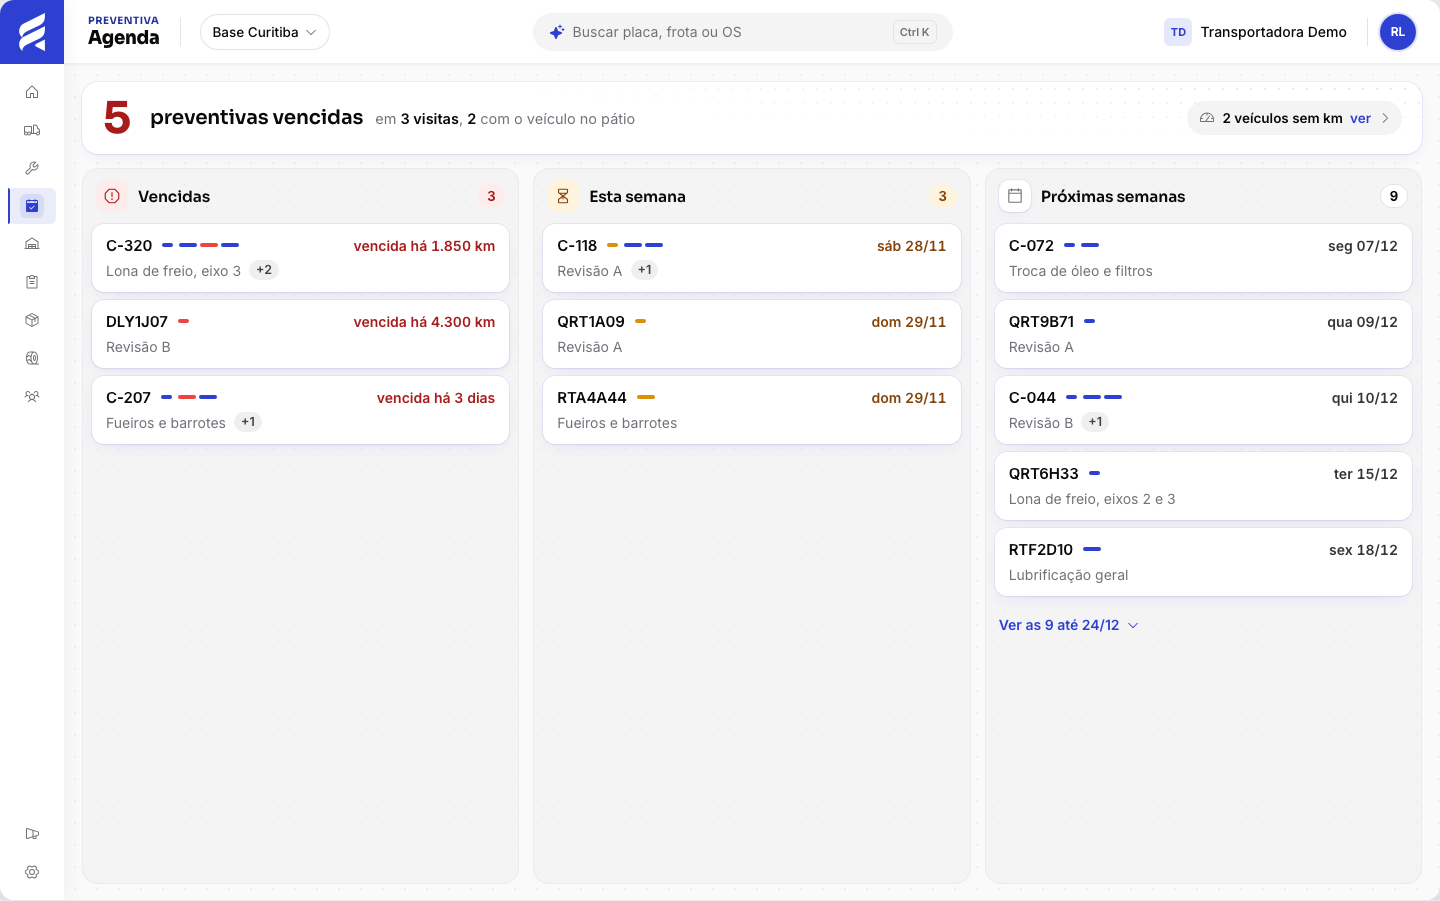 PREVENTIVA
Agenda
Base Curitiba
Buscar placa, frota ou OS
Ctrl K
TD
Transportadora Demo
RL
5 preventivas vencidas em 3 visitas, 2 com o veículo no pátio
2 veículos sem km ver
Vencidas 3
C-320 vencida há 1.850 km
Lona de freio, eixo 3 +2
DLY1J07 vencida há 4.300 km
Revisão B
C-207 vencida há 3 dias
Fueiros e barrotes +1
Esta semana 3
C-118 sáb 28/11
Revisão A +1
QRT1A09 dom 29/11
Revisão A
RTA4A44 dom 29/11
Fueiros e barrotes
Próximas semanas 9
C-072 seg 07/12
Troca de óleo e filtros
QRT9B71 qua 09/12
Revisão A
C-044 qui 10/12
Revisão B +1
QRT6H33 ter 15/12
Lona de freio, eixos 2 e 3
RTF2D10 sex 18/12
Lubrificação geral
Ver as 9 até 24/12